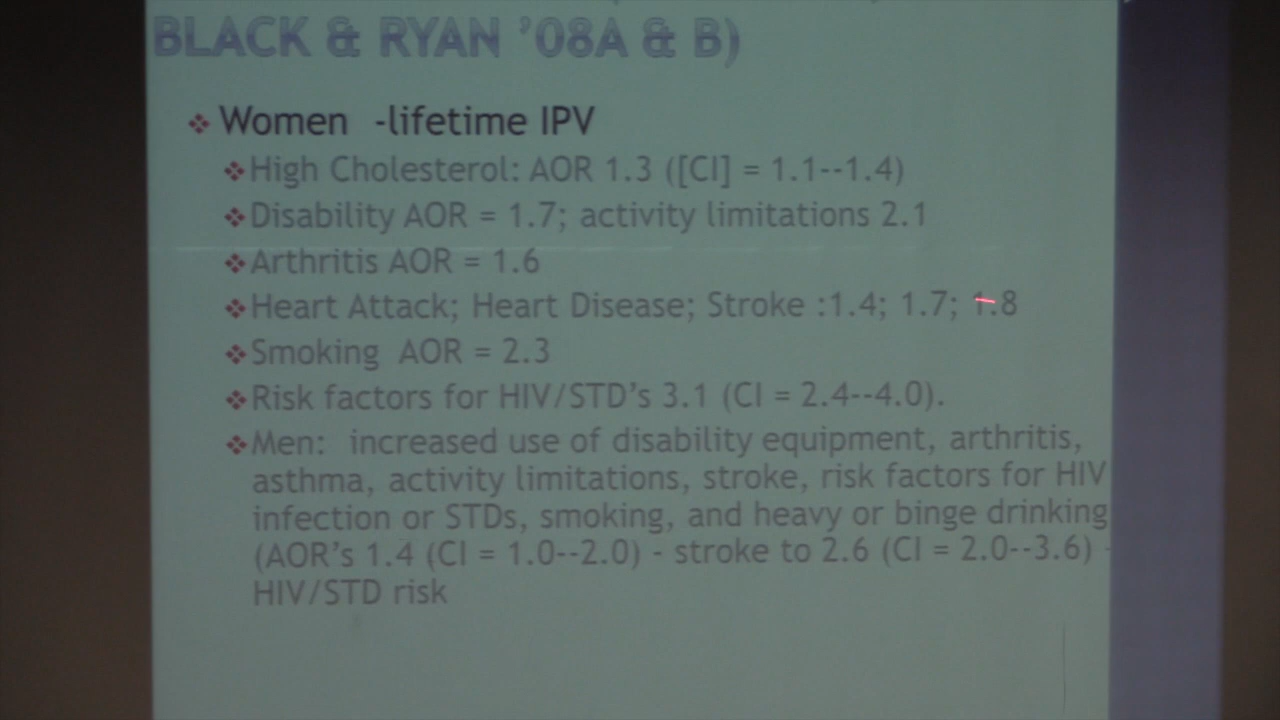 BLACK & RYAN ’08A & B)
❖ Women -lifetime IPV
❖ High Cholesterol: AOR 1.3 ([CI] = 1.1--1.4)
❖ Disability AOR = 1.7; activity limitations 2.1
❖ Arthritis AOR = 1.6
❖ Heart Attack; Heart Disease; Stroke :1.4; 1.7; 1.8
❖ Smoking AOR = 2.3
❖ Risk factors for HIV/STD’s 3.1 (CI = 2.4--4.0).
❖ Men: increased use of disability equipment, arthritis,
asthma, activity limitations, stroke, risk factors for HIV
infection or STDs, smoking, and heavy or binge drinking
(AOR’s 1.4 (CI = 1.0--2.0) - stroke to 2.6 (CI = 2.0--3.6) -
HIV/STD risk